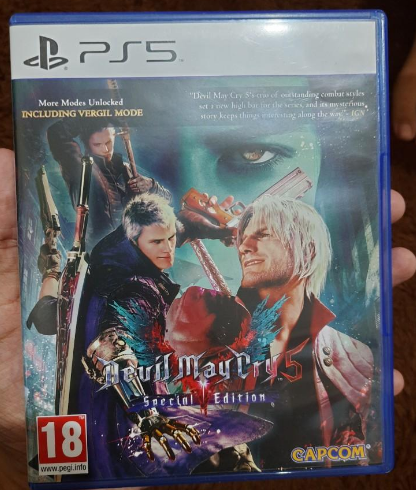 PS5
More Modes Unlocked
INCLUDING VERGIL MODE
"Devil May Cry 5's trio of outstanding combat styles
set a new high bar for the series, and its mysterious
story keeps things interesting along the way." - IGN
Devil May Cry 5
Special Edition
18
www.pegi.info
CAPCOM